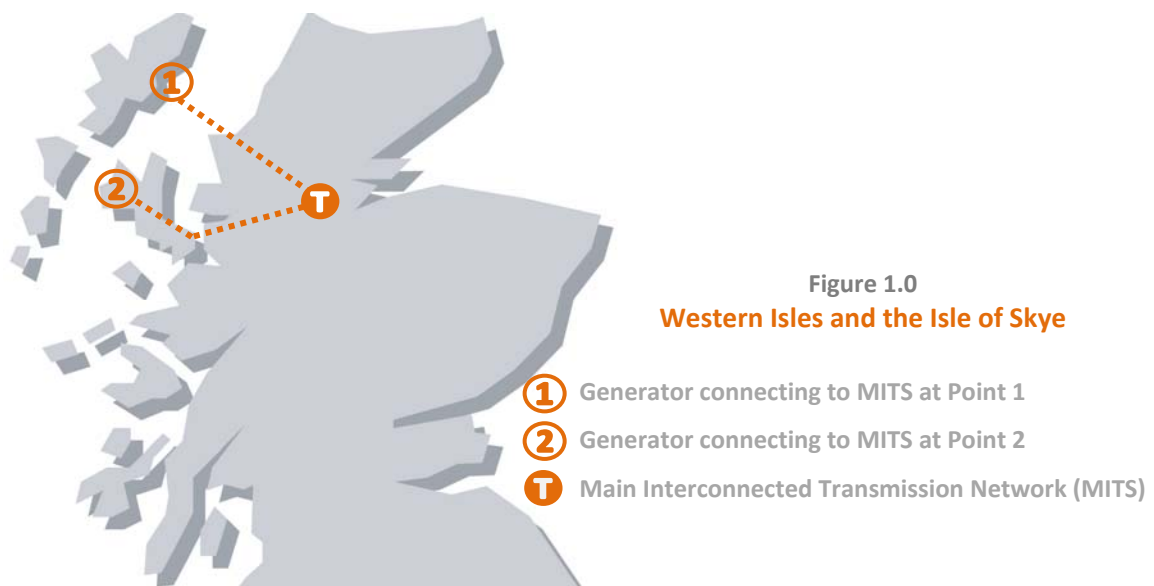 1
2
T
Figure 1.0
Western Isles and the Isle of Skye
1 Generator connecting to MITS at Point 1
2 Generator connecting to MITS at Point 2
T Main Interconnected Transmission Network (MITS)